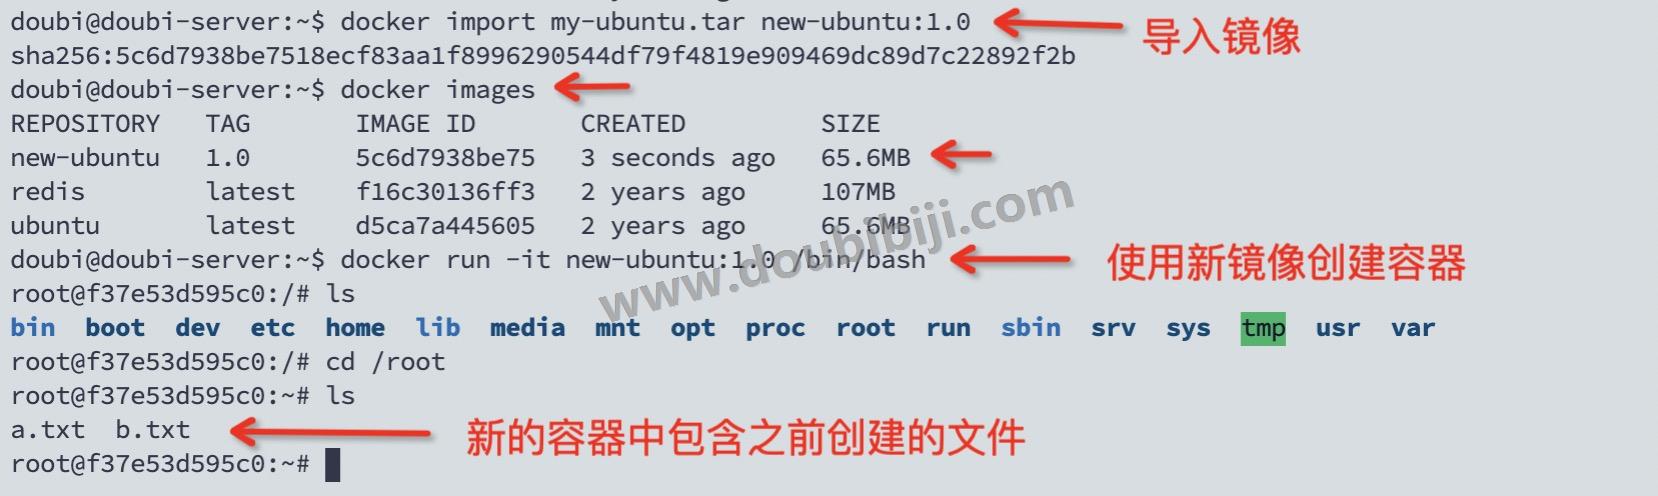 doubi@doubi-server:~$ docker import my-ubuntu.tar new-ubuntu:1.0 导入镜像
sha256:5c6d7938be7518ecf83aa1f8996290544df79f4819e909469dc89d7c22892f2b
doubi@doubi-server:~$ docker images
REPOSITORY TAG IMAGE ID CREATED SIZE
new-ubuntu 1.0 5c6d7938be75 3 seconds ago 65.6MB
redis latest f16c30136ff3 2 years ago 107MB
ubuntu latest d5ca7a445605 2 years ago 65.6MB
doubi@doubi-server:~$ docker run -it new-ubuntu:1.0 /bin/bash 使用新镜像创建容器
www.doubibiji.com
root@f37e53d595c0:/# ls
bin boot dev etc home lib media mnt opt proc root run sbin srv sys tmp usr var
root@f37e53d595c0:/# cd /root
root@f37e53d595c0:~# ls
a.txt b.txt 新的容器中包含之前创建的文件
root@f37e53d595c0:~#